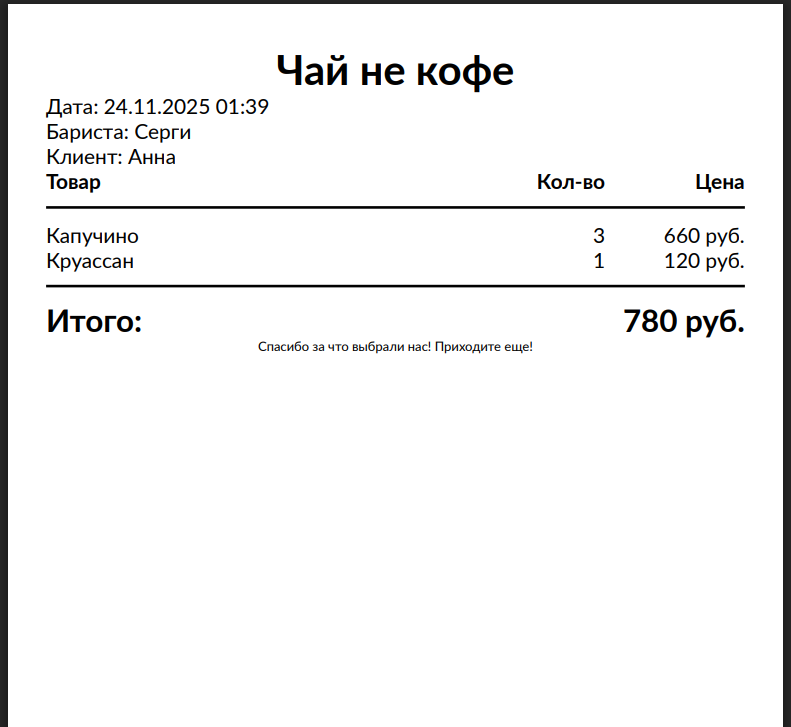 Чай не кофе
Дата: 24.11.2025 01:39
Бариста: Серги
Клиент: Анна
Товар Кол-во Цена
Капучино 3 660 руб.
Круассан 1 120 руб.
Итого: 780 руб.
Спасибо за что выбрали нас! Приходите еще!